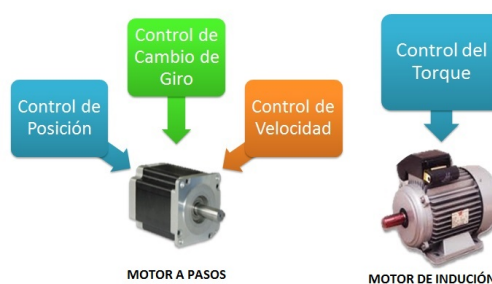 Control de
Cambio de
Giro
Control del
Torque
Control de
Posición
Control de
Velocidad
MOTOR A PASOS
MOTOR DE INDUCIÓN